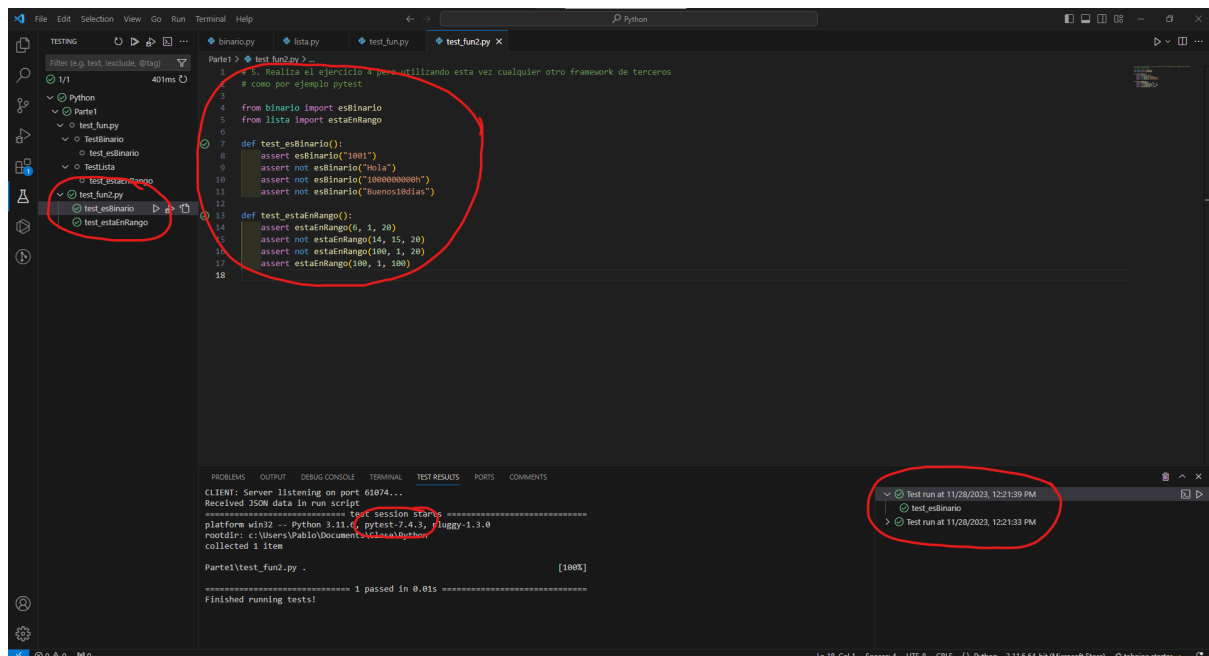 File Edit Selection View Go Run Terminal Help
Python
TESTING
Filter (e.g. text, !exclude, @tag)
1/1 401ms
Python
Parte1
test_fun.py
TestBinario
test_esBinario
TestLista
test_estaEnRango
test_fun2.py
test_esBinario
test_estaEnRango
1
binario.py lista.py test_fun.py test_fun2.py
Parte1 > test_fun2.py > ...
1 # 5. Realiza el ejercicio 4 pero utilizando esta vez cualquier otro framework de terceros
2 # como por ejemplo pytest
3
4 from binario import esBinario
5 from lista import estaEnRango
6
7 def test_esBinario():
8 assert esBinario("1001")
9 assert not esBinario("Hola")
10 assert not esBinario("1000000000h")
11 assert not esBinario("Buenos10dias")
12
13 def test_estaEnRango():
14 assert estaEnRango(6, 1, 20)
15 assert not estaEnRango(14, 15, 20)
16 assert not estaEnRango(100, 1, 20)
17 assert estaEnRango(100, 1, 100)
18
PROBLEMS OUTPUT DEBUG CONSOLE TERMINAL TEST RESULTS PORTS COMMENTS
CLIENT: Server listening on port 61074...
Received JSON data in run script
============================= test session starts =============================
platform win32 -- Python 3.11.6, pytest-7.4.3, pluggy-1.3.0
rootdir: c:\Users\Pablo\Documents\Clase\Python
collected 1 item
Parte1\test_fun2.py . [100%]
============================== 1 passed in 0.01s ==============================
Finished running tests!
Test run at 11/28/2023, 12:21:39 PM
test_esBinario
Test run at 11/28/2023, 12:21:33 PM